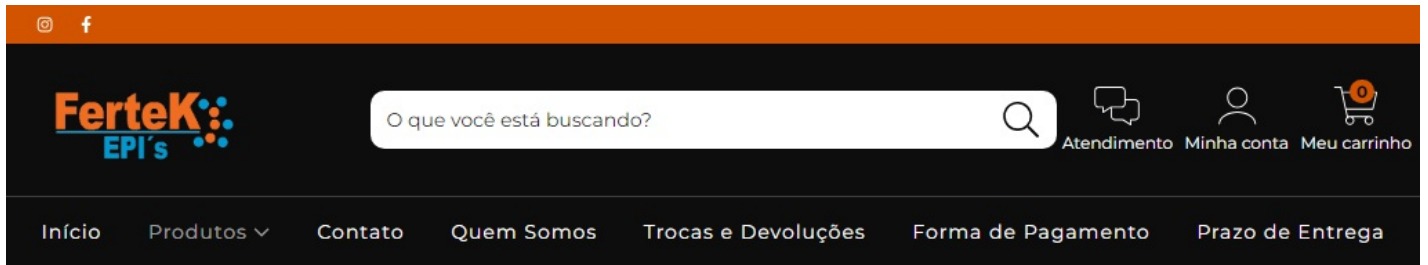 FerteK
EPI´s
O que você está buscando?
0
Atendimento Minha conta Meu carrinho
Início Produtos Contato Quem Somos Trocas e Devoluções Forma de Pagamento Prazo de Entrega